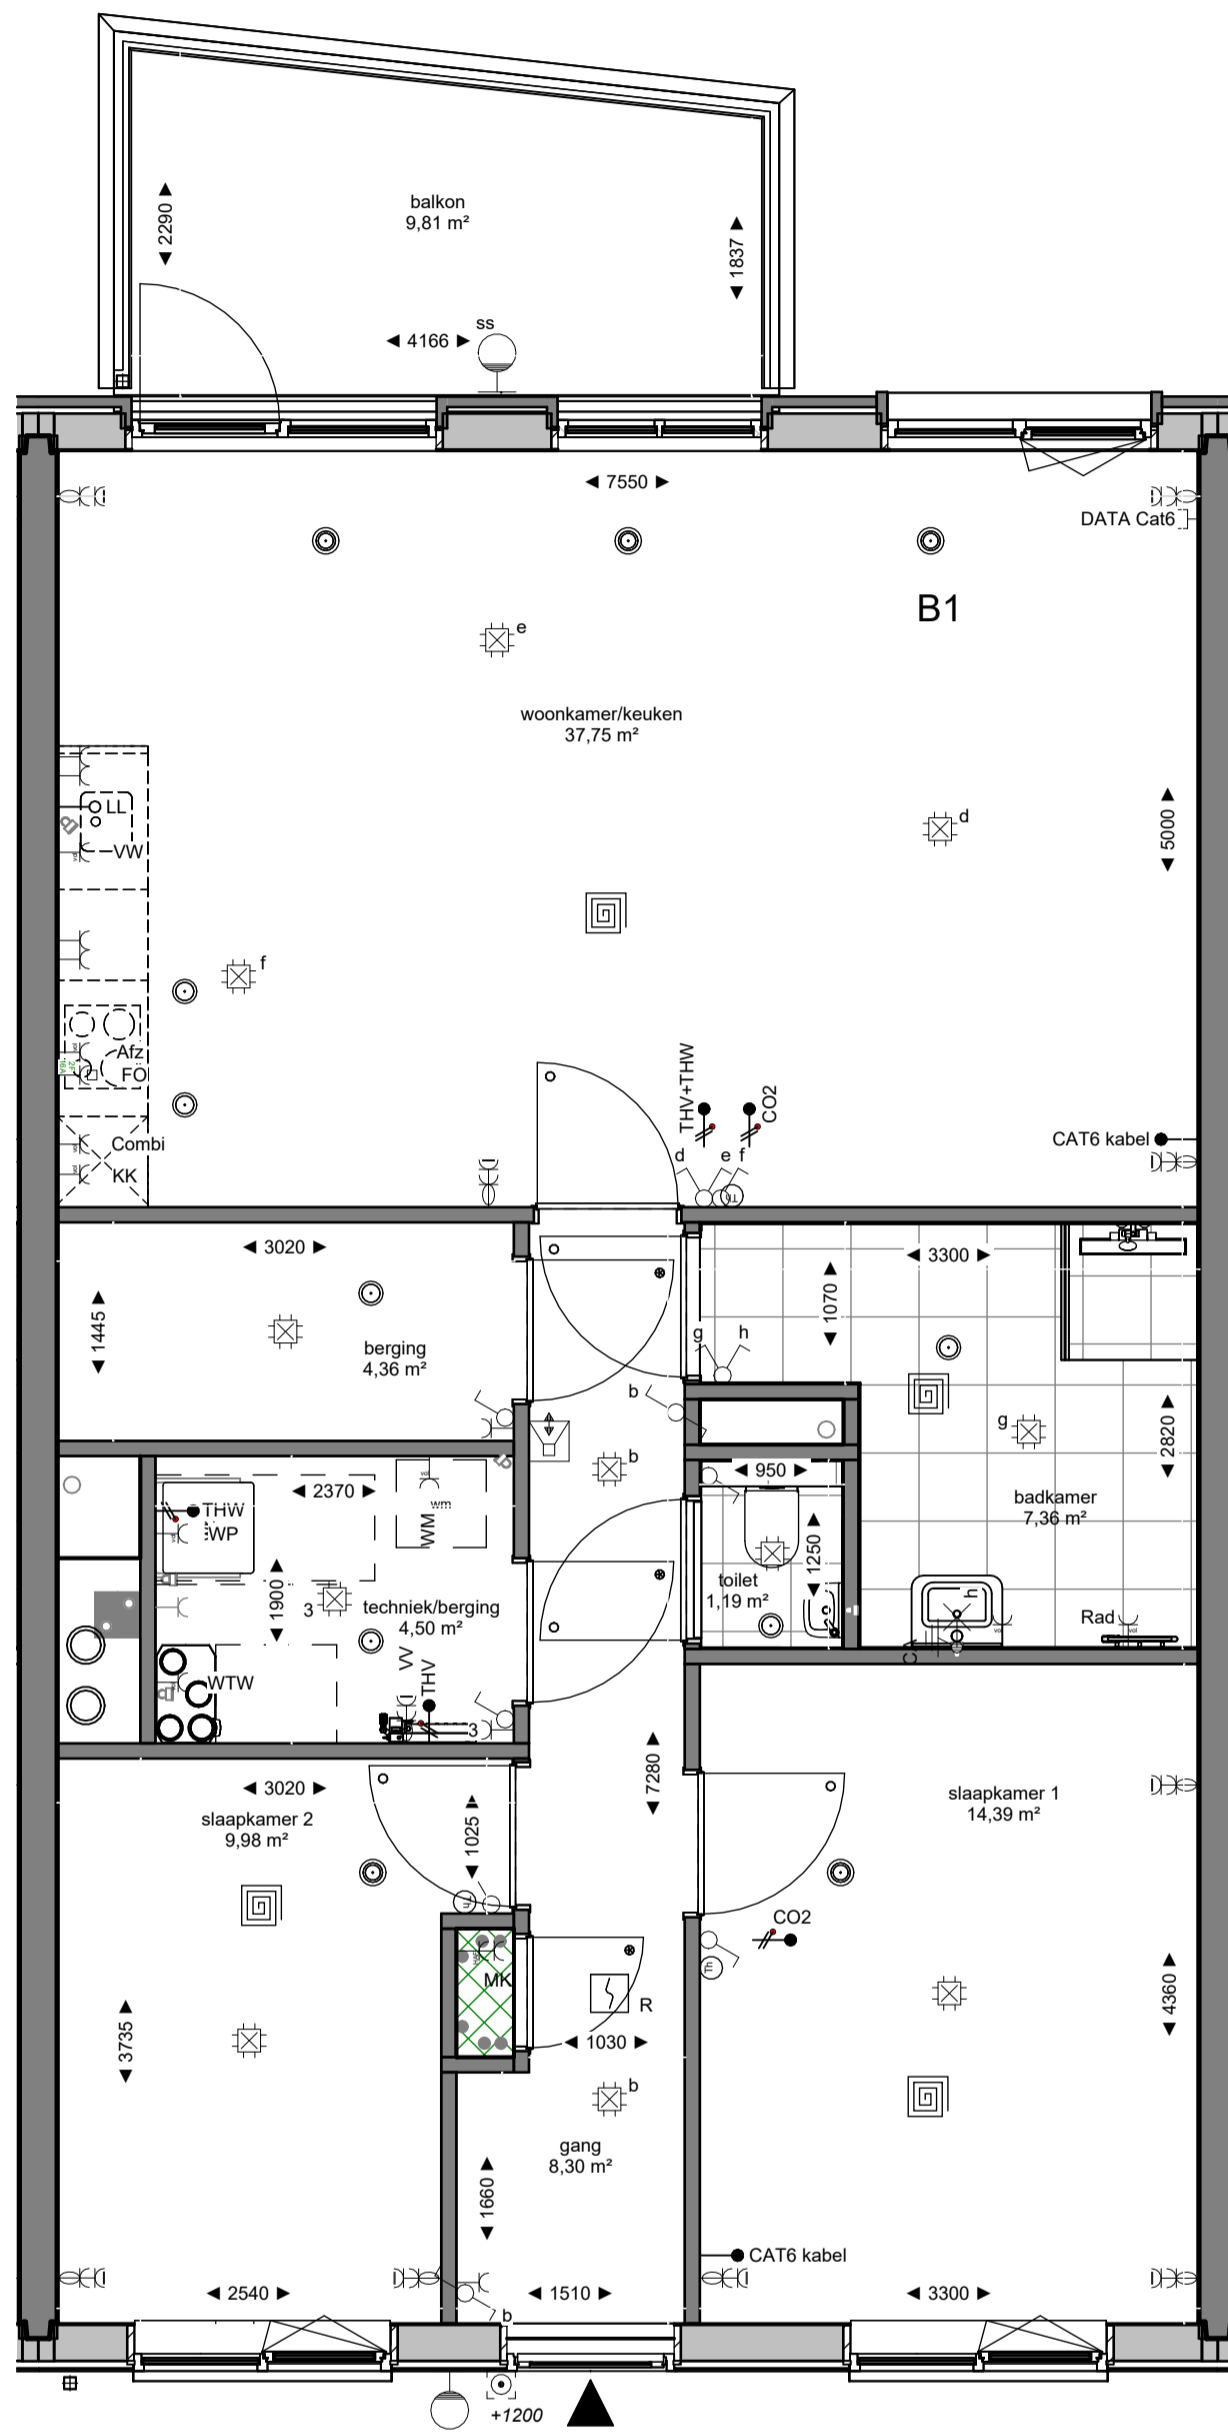 balkon
9,81 m²
2290
1837
4166
ss
7550
DATA Cat6
B1
e
woonkamer/keuken
37,75 m²
d
5000
LL
VW
f
Afz
FO
Combi
KK
THV+THW
CO2
d e f
CAT6 kabel
3020
3300
1445
1070
berging
4,36 m²
g h
b
g
2820
b
950
2370
wm
WM
THW
WP
badkamer
7,36 m²
1250
toilet
1,19 m²
1900
3
techniek/berging
4,50 m²
h
Rad
WTW
VV
THV
3
7280
3020
slaapkamer 2
9,98 m²
1025
slaapkamer 1
14,39 m²
CO2
Th
MK
R
1030
3735
4360
b
gang
8,30 m²
1660
CAT6 kabel
2540
1510
3300
b
+1200